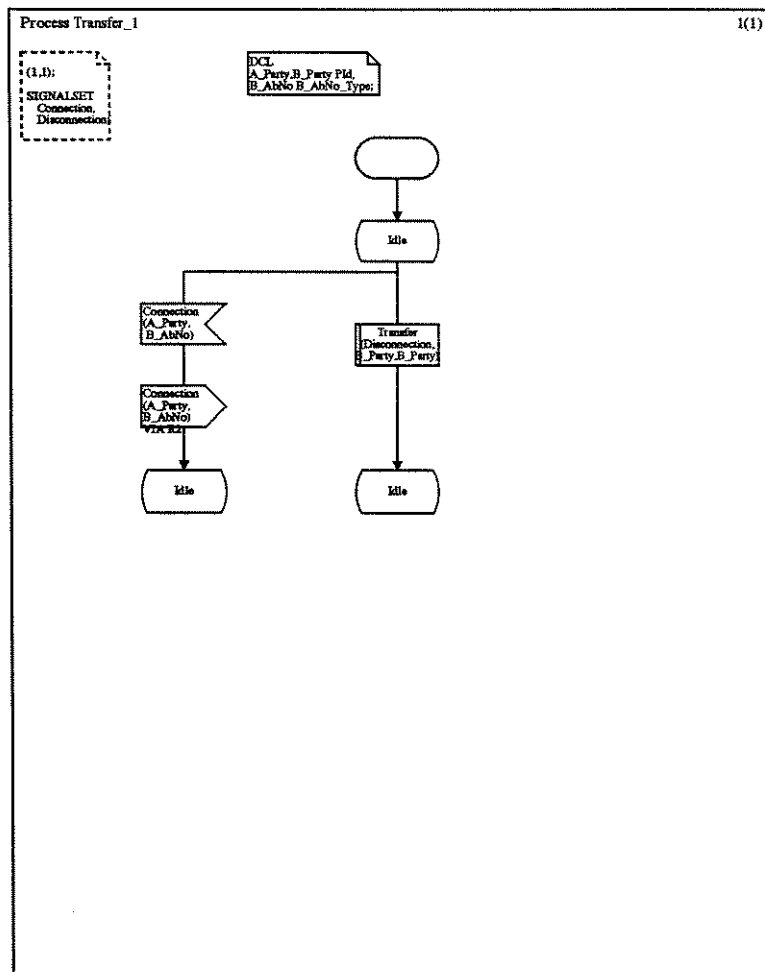 Process Transfer_1
1(1)
(1,1);
SIGNALSET
Connection,
Disconnection;
DCL
A_Party,B_Party PId,
B_AbNo B_AbNo_Type;
Idle
Connection
(A_Party,
B_AbNo)
Transfer
(Disconnection,
B_Party,B_Party)
Connection
(A_Party,
B_AbNo)
VIA R2
Idle
Idle